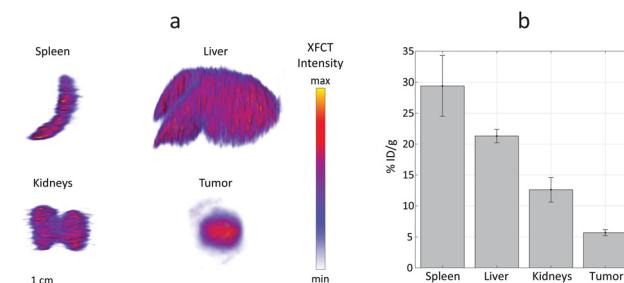 a
Spleen
Liver
XFCT
Intensity
max
Kidneys
Tumor
1 cm
min
b
% ID/g
35
30
25
20
15
10
5
0
Spleen
Liver
Kidneys
Tumor